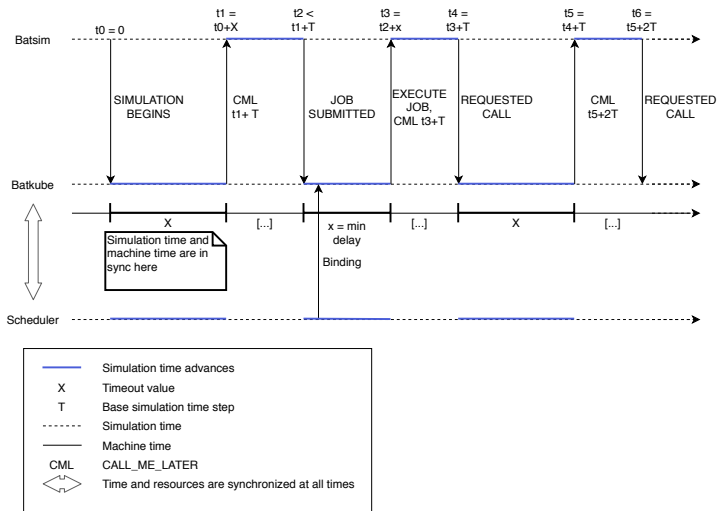 t0 = 0
t1 =
t0+X
t2 <
t1+T
t3 =
t2+x
t4 =
t3+T
t5 =
t4+T
t6 =
t5+2T
Batsim
SIMULATION
BEGINS
CML
t1+ T
JOB
SUBMITTED
EXECUTE
JOB,
CML t3+T
REQUESTED
CALL
CML
t5+2T
REQUESTED
CALL
Batkube
X
[...]
x = min
delay
[...]
X
[...]
Simulation time and
machine time are in
sync here
Binding
Scheduler
Simulation time advances
X Timeout value
T Base simulation time step
Simulation time
Machine time
CML CALL_ME_LATER
Time and resources are synchronized at all times